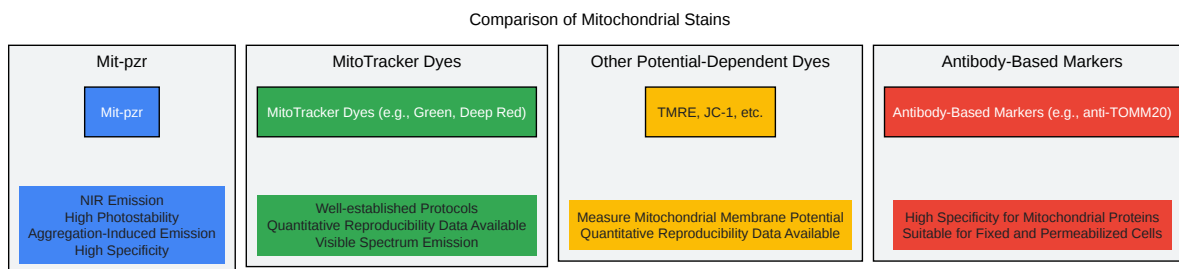 Comparison of Mitochondrial Stains
Mit-pzr
Mit-pzr
NIR Emission
High Photostability
Aggregation-Induced Emission
High Specificity
MitoTracker Dyes
MitoTracker Dyes (e.g., Green, Deep Red)
Well-established Protocols
Quantitative Reproducibility Data Available
Visible Spectrum Emission
Other Potential-Dependent Dyes
TMRE, JC-1, etc.
Measure Mitochondrial Membrane Potential
Quantitative Reproducibility Data Available
Antibody-Based Markers
Antibody-Based Markers (e.g., anti-TOMM20)
High Specificity for Mitochondrial Proteins
Suitable for Fixed and Permeabilized Cells